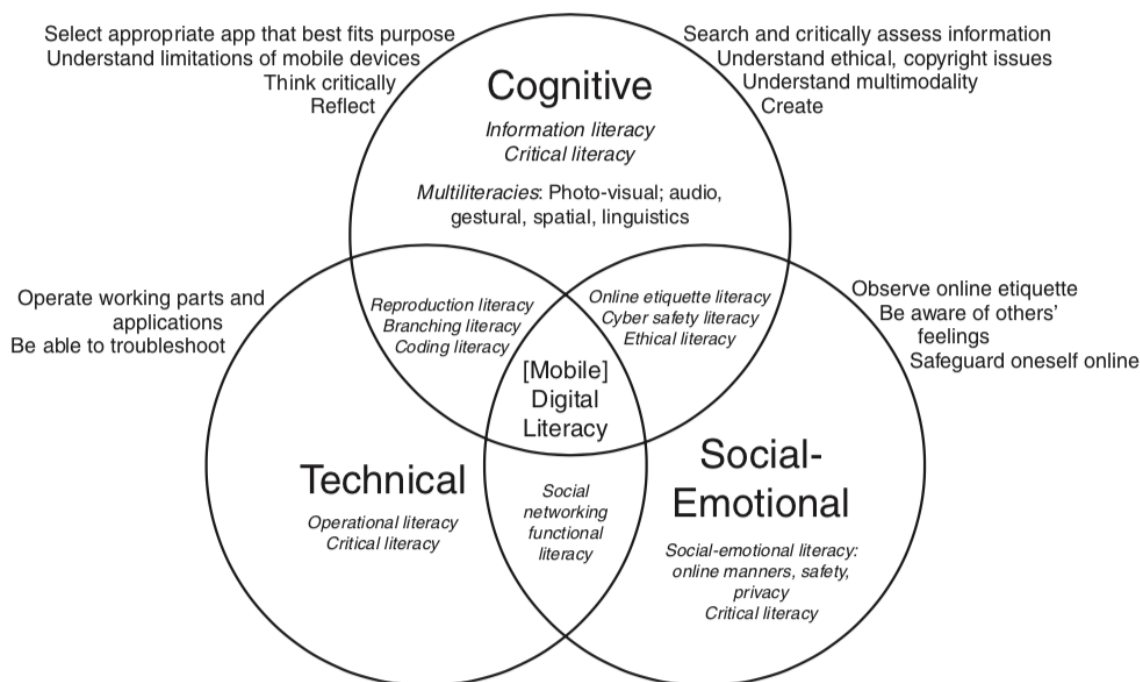 Select appropriate app that best fits purpose
Understand limitations of mobile devices
Think critically
Reflect
Search and critically assess information
Understand ethical, copyright issues
Understand multimodality
Create
Cognitive
Information literacy
Critical literacy
Multiliteracies: Photo-visual; audio,
gestural, spatial, linguistics
Operate working parts and
applications
Be able to troubleshoot
Reproduction literacy
Branching literacy
Coding literacy
Online etiquette literacy
Cyber safety literacy
Ethical literacy
Observe online etiquette
Be aware of others’
feelings
Safeguard oneself online
[Mobile]
Digital
Literacy
Technical
Operational literacy
Critical literacy
Social
networking
functional
literacy
Social-
Emotional
Social-emotional literacy:
online manners, safety,
privacy
Critical literacy